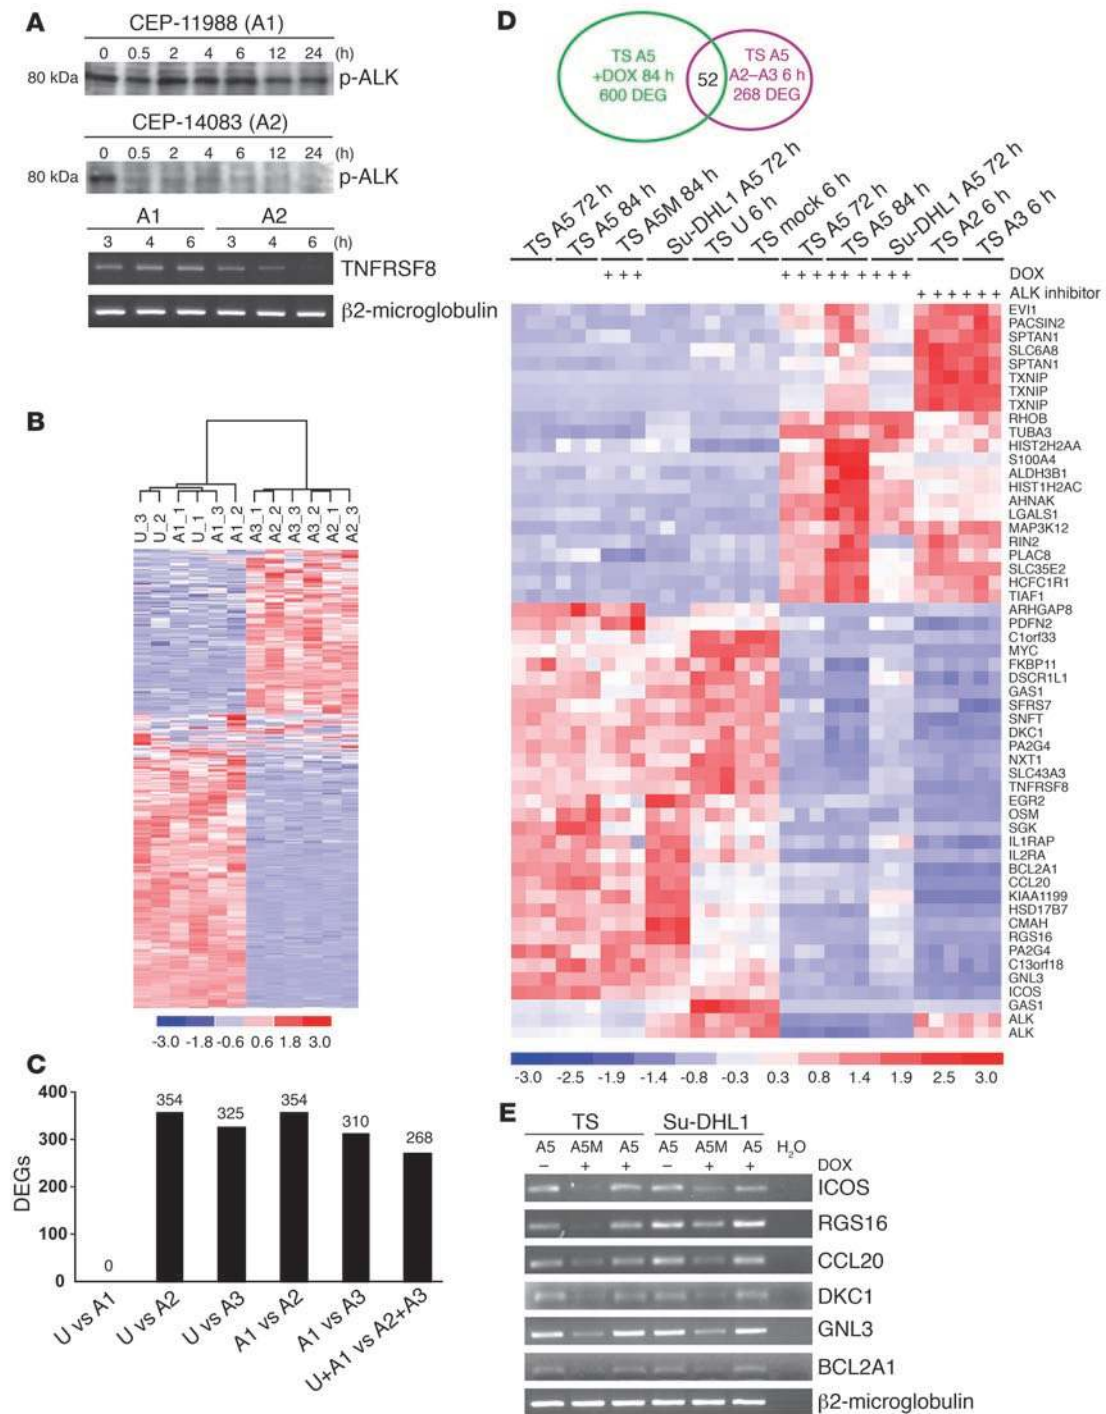 A
CEP-11988 (A1)
0 0.5 2 4 6 12 24 (h)
80 kDa p-ALK
CEP-14083 (A2)
0 0.5 2 4 6 12 24 (h)
80 kDa p-ALK
A1 A2
3 4 6 3 4 6 (h)
TNFRSF8
β2-microglobulin
B
U_3 U_2 A1_1 U_1 A1_3 A1_2 A3_1 A2_2 A3_3 A3_2 A2_1 A2_3
-3.0 -1.8 -0.6 0.6 1.8 3.0
C
DEGs
400
300
200
100
0
0 354 325 354 310 268
U vs A1
U vs A2
U vs A3
A1 vs A2
A1 vs A3
U+A1 vs A2+A3
D
TS A5
+DOX 84 h
600 DEG
52
TS A5
A2–A3 6 h
268 DEG
TS A5 72 h
TS A5 84 h
TS A5M 84 h
Su-DHL1 A5 72 h
TS U 6 h
TS mock 6 h
TS A5 72 h
TS A5 84 h
Su-DHL1 A5 72 h
TS A2 6 h
TS A3 6 h
+ + + + + + + + + + + + DOX
+ + + + + + ALK inhibitor
EVI1
PACSIN2
SPTAN1
SLC6A8
SPTAN1
TXNIP
TXNIP
TXNIP
RHOB
TUBA3
HIST2H2AA
S100A4
ALDH3B1
HIST1H2AC
AHNAK
LGALS1
MAP3K12
RIN2
PLAC8
SLC35E2
HCFC1R1
TIAF1
ARHGAP8
PDFN2
C1orf33
MYC
FKBP11
DSCR1L1
GAS1
SFRS7
SNFT
DKC1
PA2G4
NXT1
SLC43A3
TNFRSF8
EGR2
OSM
SGK
IL1RAP
IL2RA
BCL2A1
CCL20
KIAA1199
HSD17B7
CMAH
RGS16
PA2G4
C13orf18
GNL3
ICOS
GAS1
ALK
ALK
-3.0 -2.5 -1.9 -1.4 -0.8 -0.3 0.3 0.8 1.4 1.9 2.5 3.0
E
TS Su-DHL1
A5 A5M A5 A5 A5M A5 H2O
– + + – + + DOX
ICOS
RGS16
CCL20
DKC1
GNL3
BCL2A1
β2-microglobulin